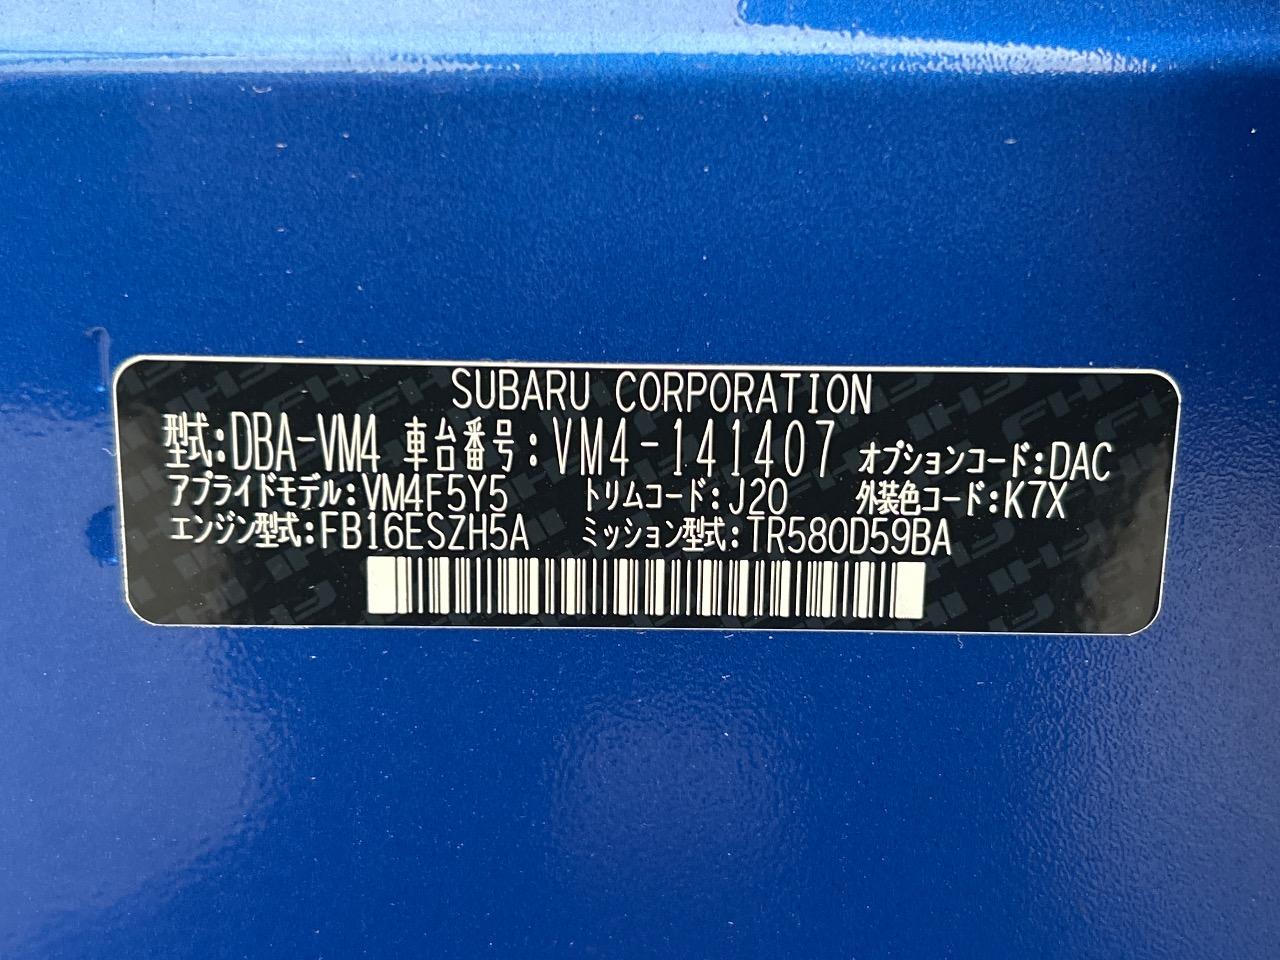 SUBARU CORPORATION
型式:DBA-VM4 車台番号:VM4-141407 オプションコード:DAC
アプライドモデル:VM4F5Y5 トリムコード:J20 外装色コード:K7X
エンジン型式:FB16ESZH5A ミッション型式:TR580D59BA